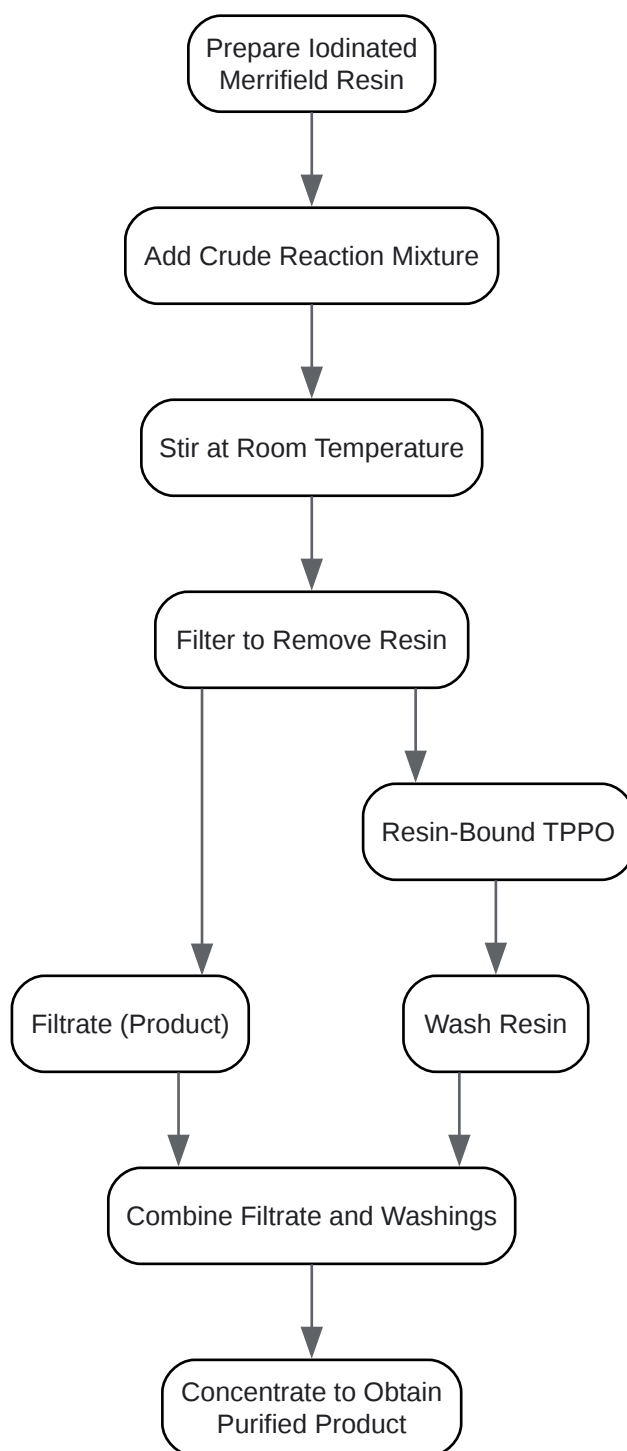 Prepare Iodinated
Merrifield Resin
Add Crude Reaction Mixture
Stir at Room Temperature
Filter to Remove Resin
Resin-Bound TPPO
Filtrate (Product)
Wash Resin
Combine Filtrate and Washings
Concentrate to Obtain
Purified Product